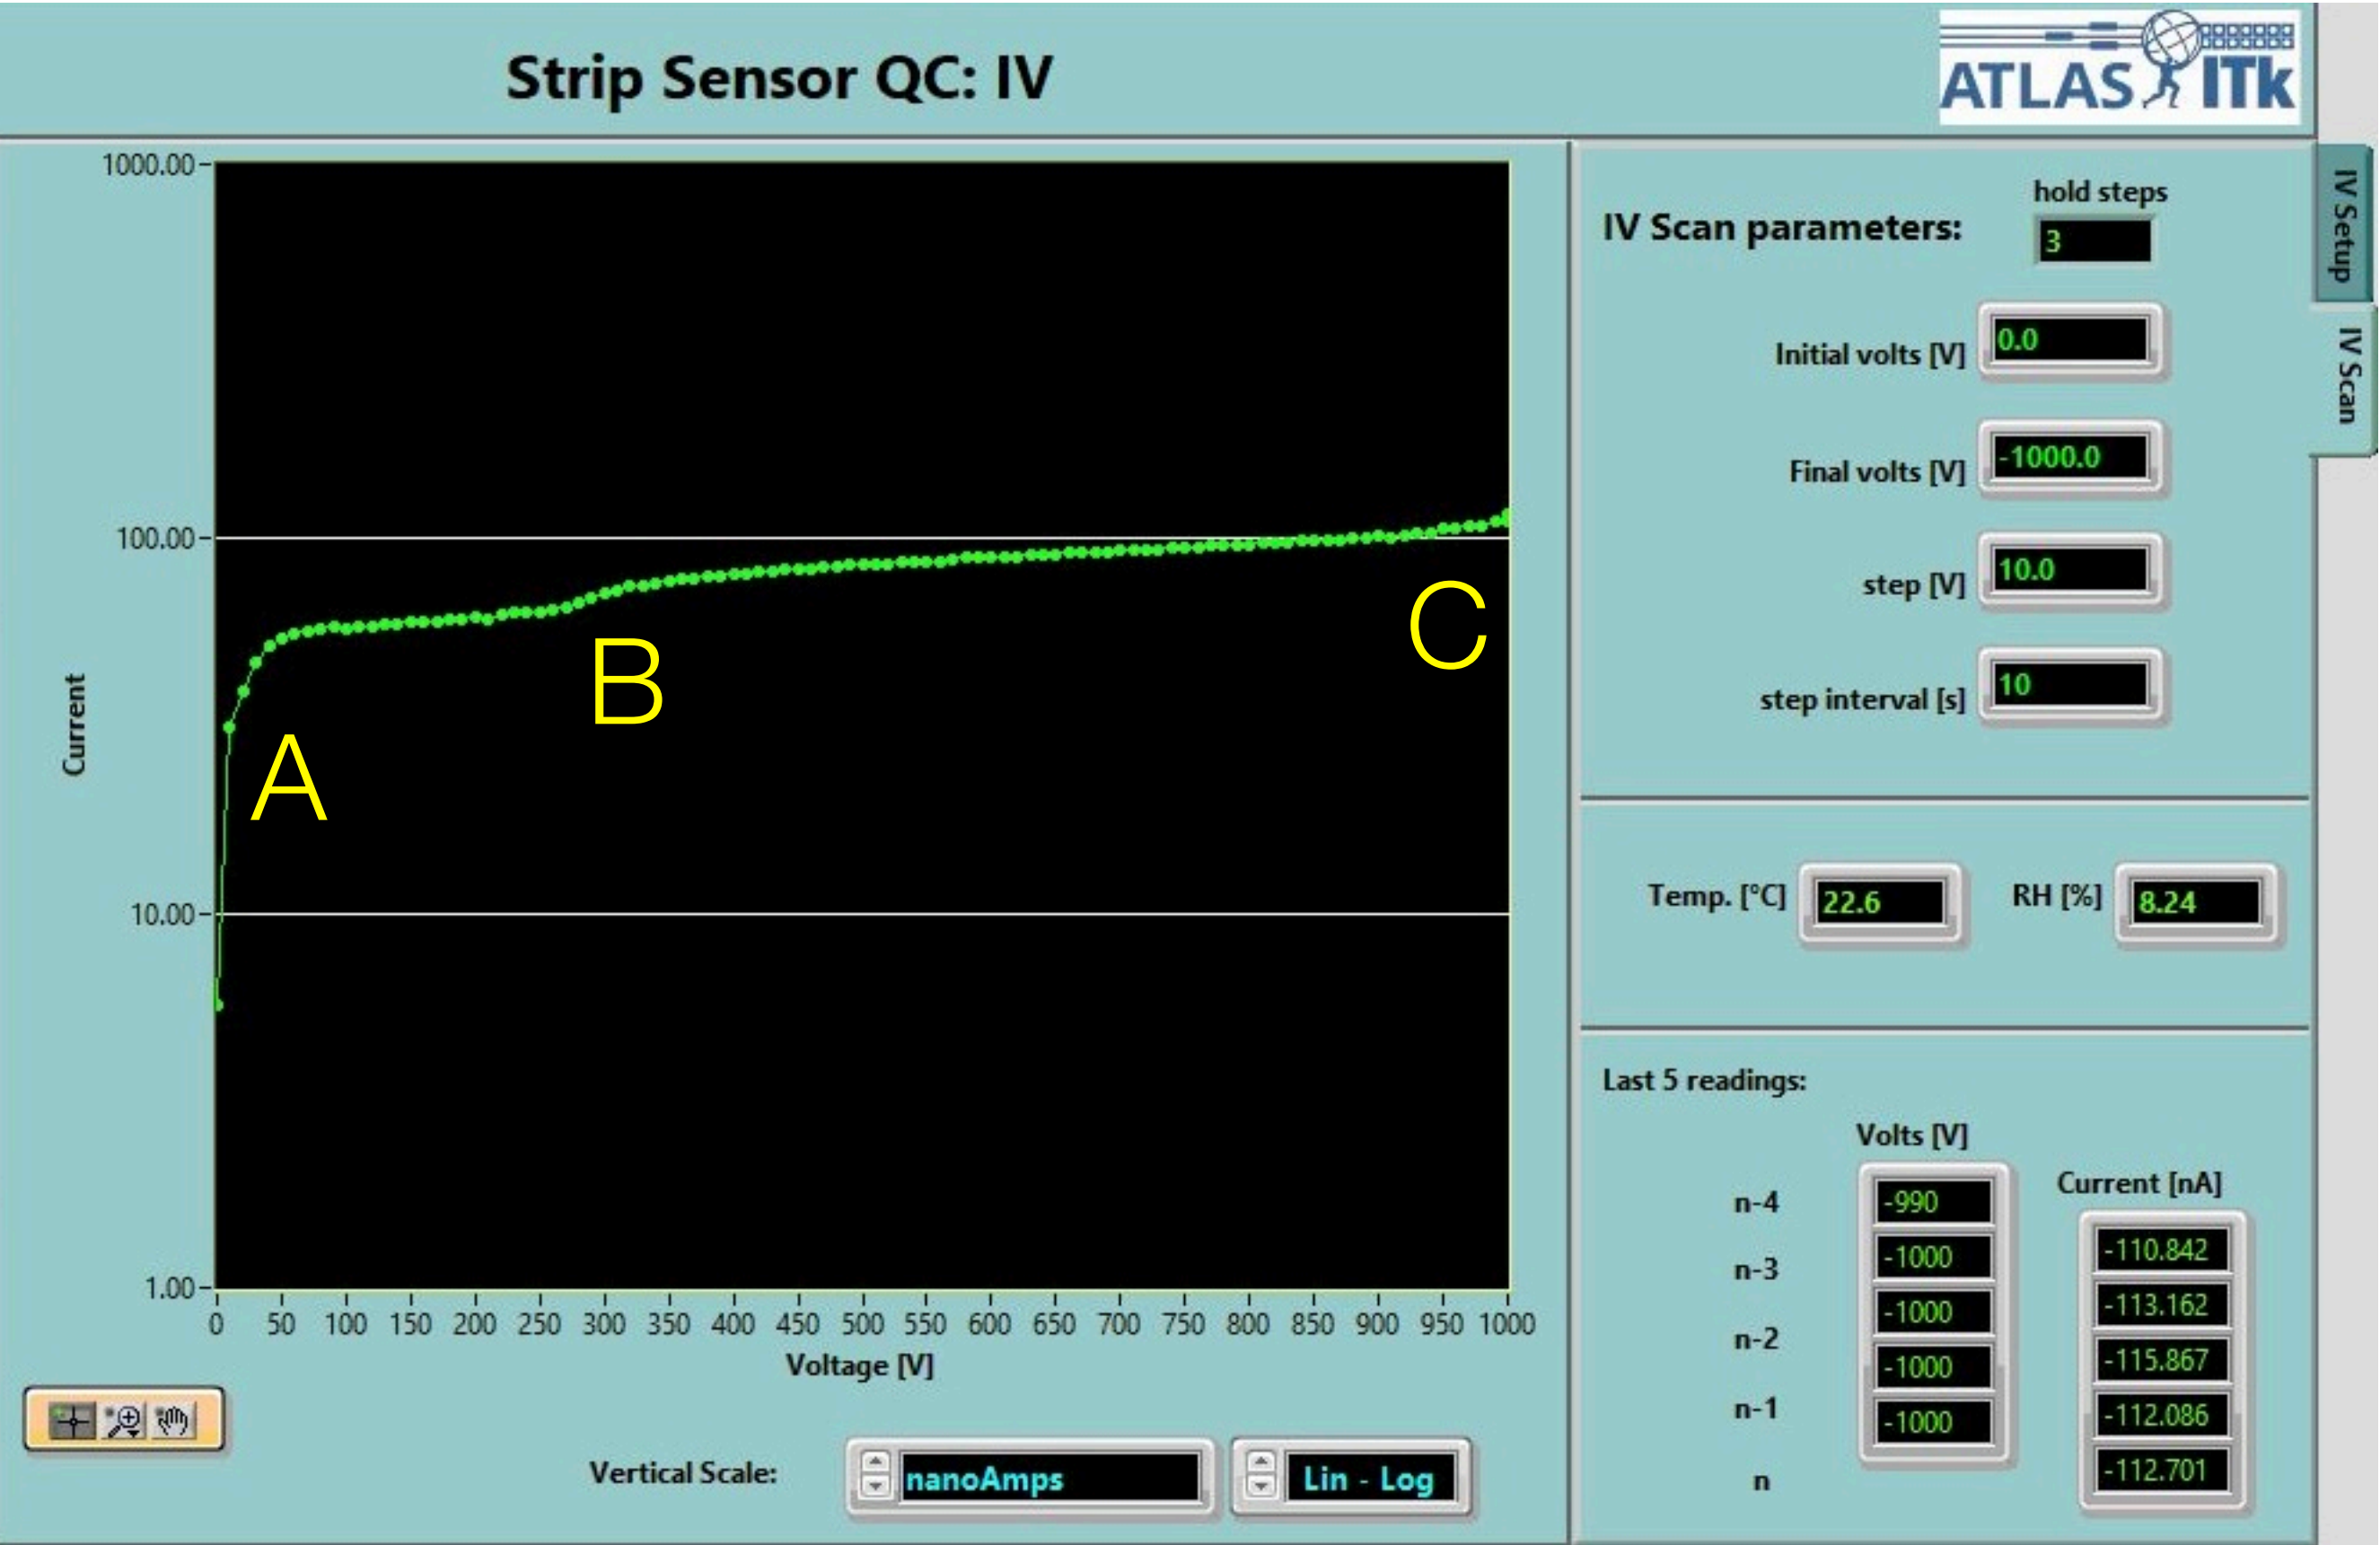 Strip Sensor QC: IV
ATLAS ITk
1000.00
100.00
10.00
1.00
Current
A
B
C
0 50 100 150 200 250 300 350 400 450 500 550 600 650 700 750 800 850 900 950 1000
Voltage [V]
Vertical Scale:
nanoAmps
Lin - Log
IV Scan parameters:
hold steps
3
Initial volts [V]
0.0
Final volts [V]
-1000.0
step [V]
10.0
step interval [s]
10
Temp. [°C]
22.6
RH [%]
8.24
Last 5 readings:
Volts [V]
Current [nA]
n-4
n-3
n-2
n-1
n
-990
-1000
-1000
-1000
-1000
-110.842
-113.162
-115.867
-112.086
-112.701
IV Setup
IV Scan